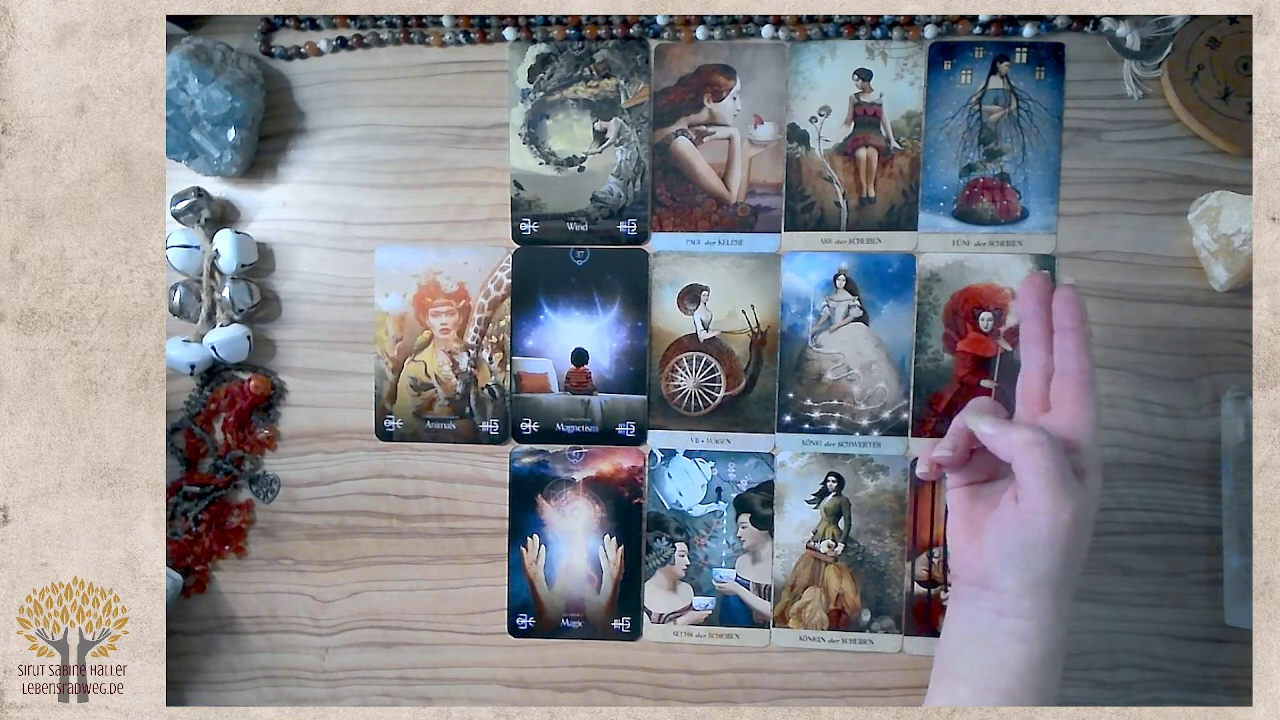 Wind
PAGE der KELCHE
ASS der SCHEIBEN
FÜNF der SCHEIBEN
Animals
37
Magnetism
VII • WAGEN
KÖNIG der SCHWERTER
Magic
SECHS der SCHEIBEN
KÖNIGIN der SCHEIBEN
Sirut Sabine Haller
Lebensradweg.de